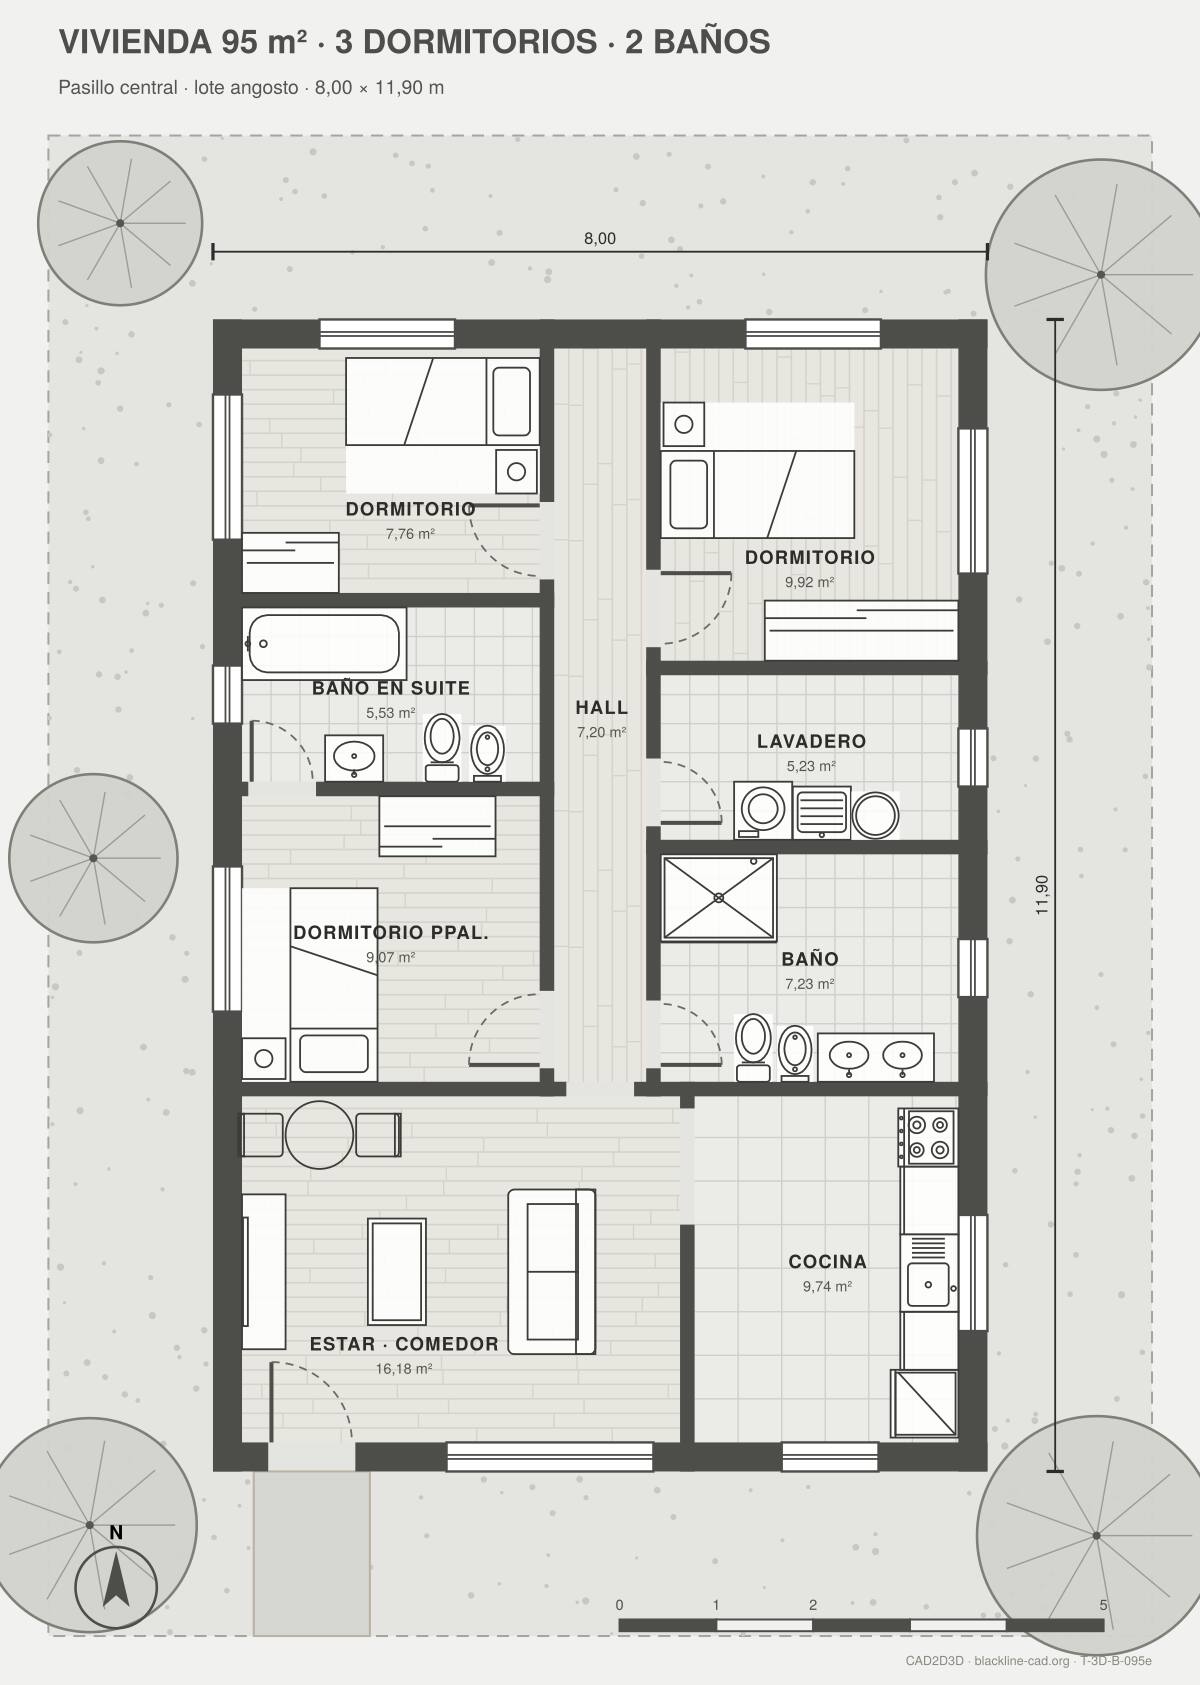 VIVIENDA 95 m² · 3 DORMITORIOS · 2 BAÑOS
Pasillo central · lote angosto · 8,00 × 11,90 m
8,00
DORMITORIO
7,76 m²
DORMITORIO
9,92 m²
BAÑO EN SUITE
5,53 m²
HALL
7,20 m²
LAVADERO
5,23 m²
11,90
DORMITORIO PPAL.
9,07 m²
BAÑO
7,23 m²
COCINA
9,74 m²
ESTAR · COMEDOR
16,18 m²
N
0 1 2 5
CAD2D3D · blackline-cad.org · T-3D-B-095e